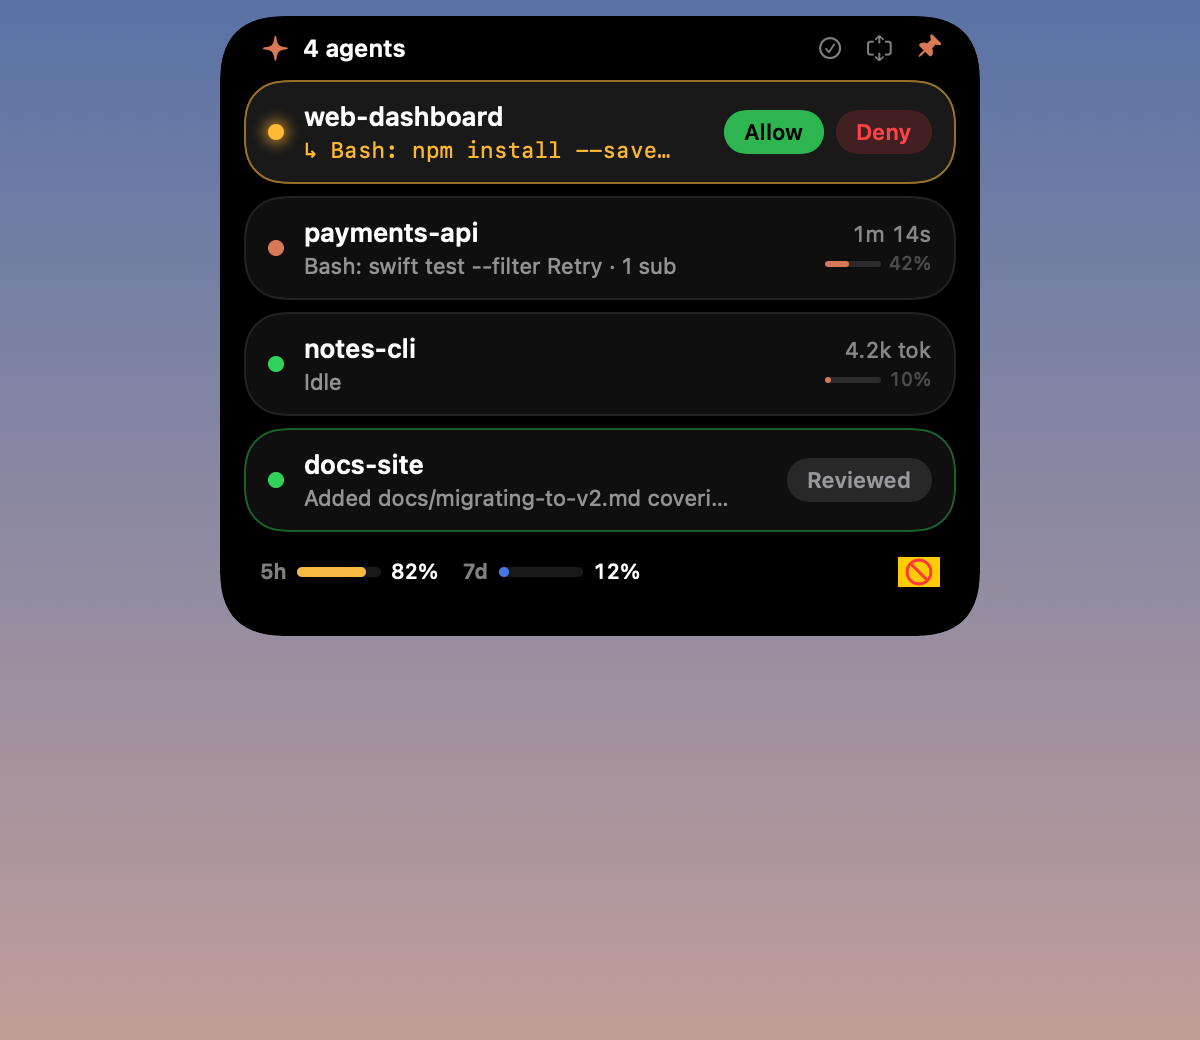 4 agents
web-dashboard
↳ Bash: npm install --save…
Allow
Deny
payments-api
Bash: swift test --filter Retry · 1 sub
1m 14s
42%
notes-cli
Idle
4.2k tok
10%
docs-site
Added docs/migrating-to-v2.md coveri…
Reviewed
5h 82% 7d 12%